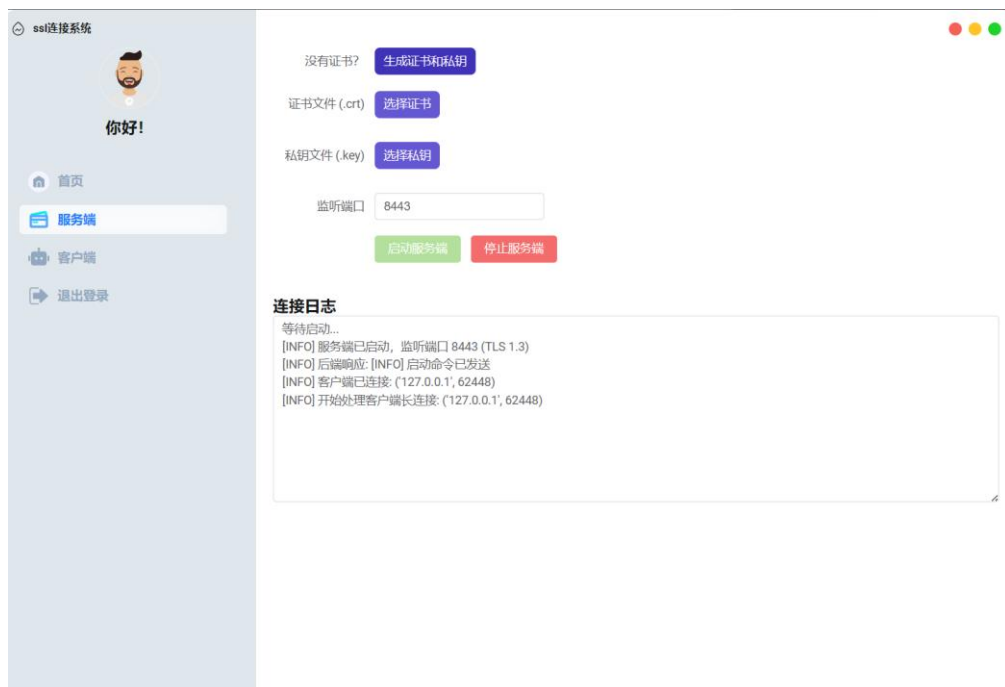 ssl连接系统
你好!
首页
服务端
客户端
退出登录
没有证书? 生成证书和私钥
证书文件 (.crt) 选择证书
私钥文件 (.key) 选择私钥
监听端口 8443
启动服务端 停止服务端
连接日志
等待启动...
[INFO] 服务端已启动，监听端口 8443 (TLS 1.3)
[INFO] 后端响应: [INFO] 启动命令已发送
[INFO] 客户端已连接: ('127.0.0.1', 62448)
[INFO] 开始处理客户端长连接: ('127.0.0.1', 62448)